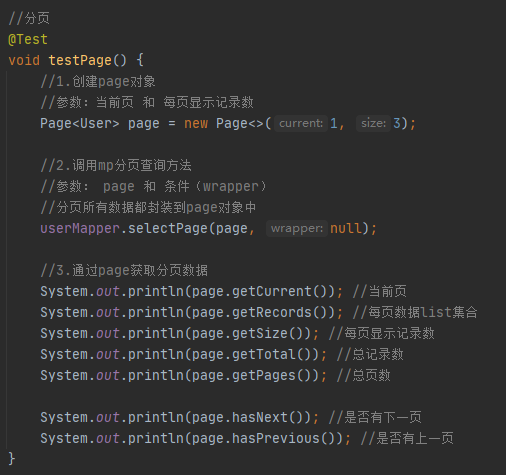 //分页
@Test
void testPage() {
//1.创建page对象
//参数：当前页 和 每页显示记录数
Page<User> page = new Page<>( current: 1, size: 3);
//2.调用mp分页查询方法
//参数： page 和 条件（wrapper）
//分页所有数据都封装到page对象中
userMapper.selectPage(page, wrapper: null);
//3.通过page获取分页数据
System.out.println(page.getCurrent()); //当前页
System.out.println(page.getRecords()); //每页数据list集合
System.out.println(page.getSize()); //每页显示记录数
System.out.println(page.getTotal()); //总记录数
System.out.println(page.getPages()); //总页数
System.out.println(page.hasNext()); //是否有下一页
System.out.println(page.hasPrevious()); //是否有上一页
}